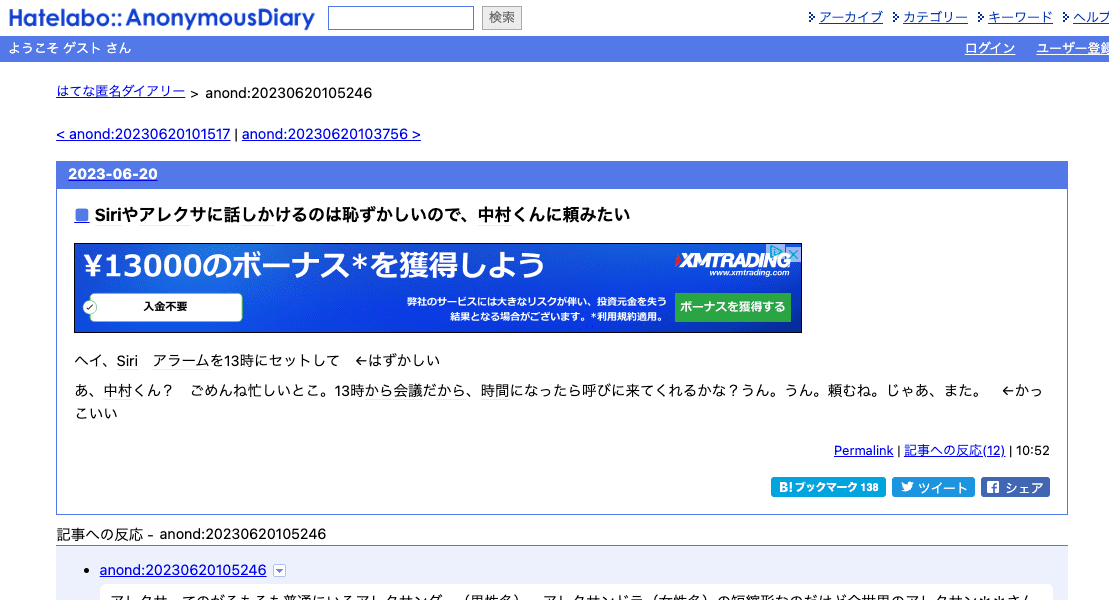 Hatelabo::AnonymousDiary
検索
アーカイブ カテゴリー キーワード ヘルプ
ようこそ ゲスト さん
ログイン ユーザー登録
はてな匿名ダイアリー > anond:20230620105246
< anond:20230620101517 | anond:20230620103756 >
2023-06-20
Siriやアレクサに話しかけるのは恥ずかしいので、中村くんに頼みたい
¥13000のボーナス*を獲得しよう
XMTRADING
www.xmtrading.com
入金不要
弊社のサービスには大きなリスクが伴い、投資元金を失う
結果となる場合がございます。*利用規約適用。
ボーナスを獲得する
ヘイ、Siri　アラームを13時にセットして　←はずかしい
あ、中村くん？　ごめんね忙しいとこ。13時から会議だから、時間になったら呼びに来てくれるかな？うん。うん。頼むね。じゃあ、また。　←かっ
こいい
Permalink | 記事への反応(12) | 10:52
B!ブックマーク 138 ツイート シェア
記事への反応 - anond:20230620105246
anond:20230620105246